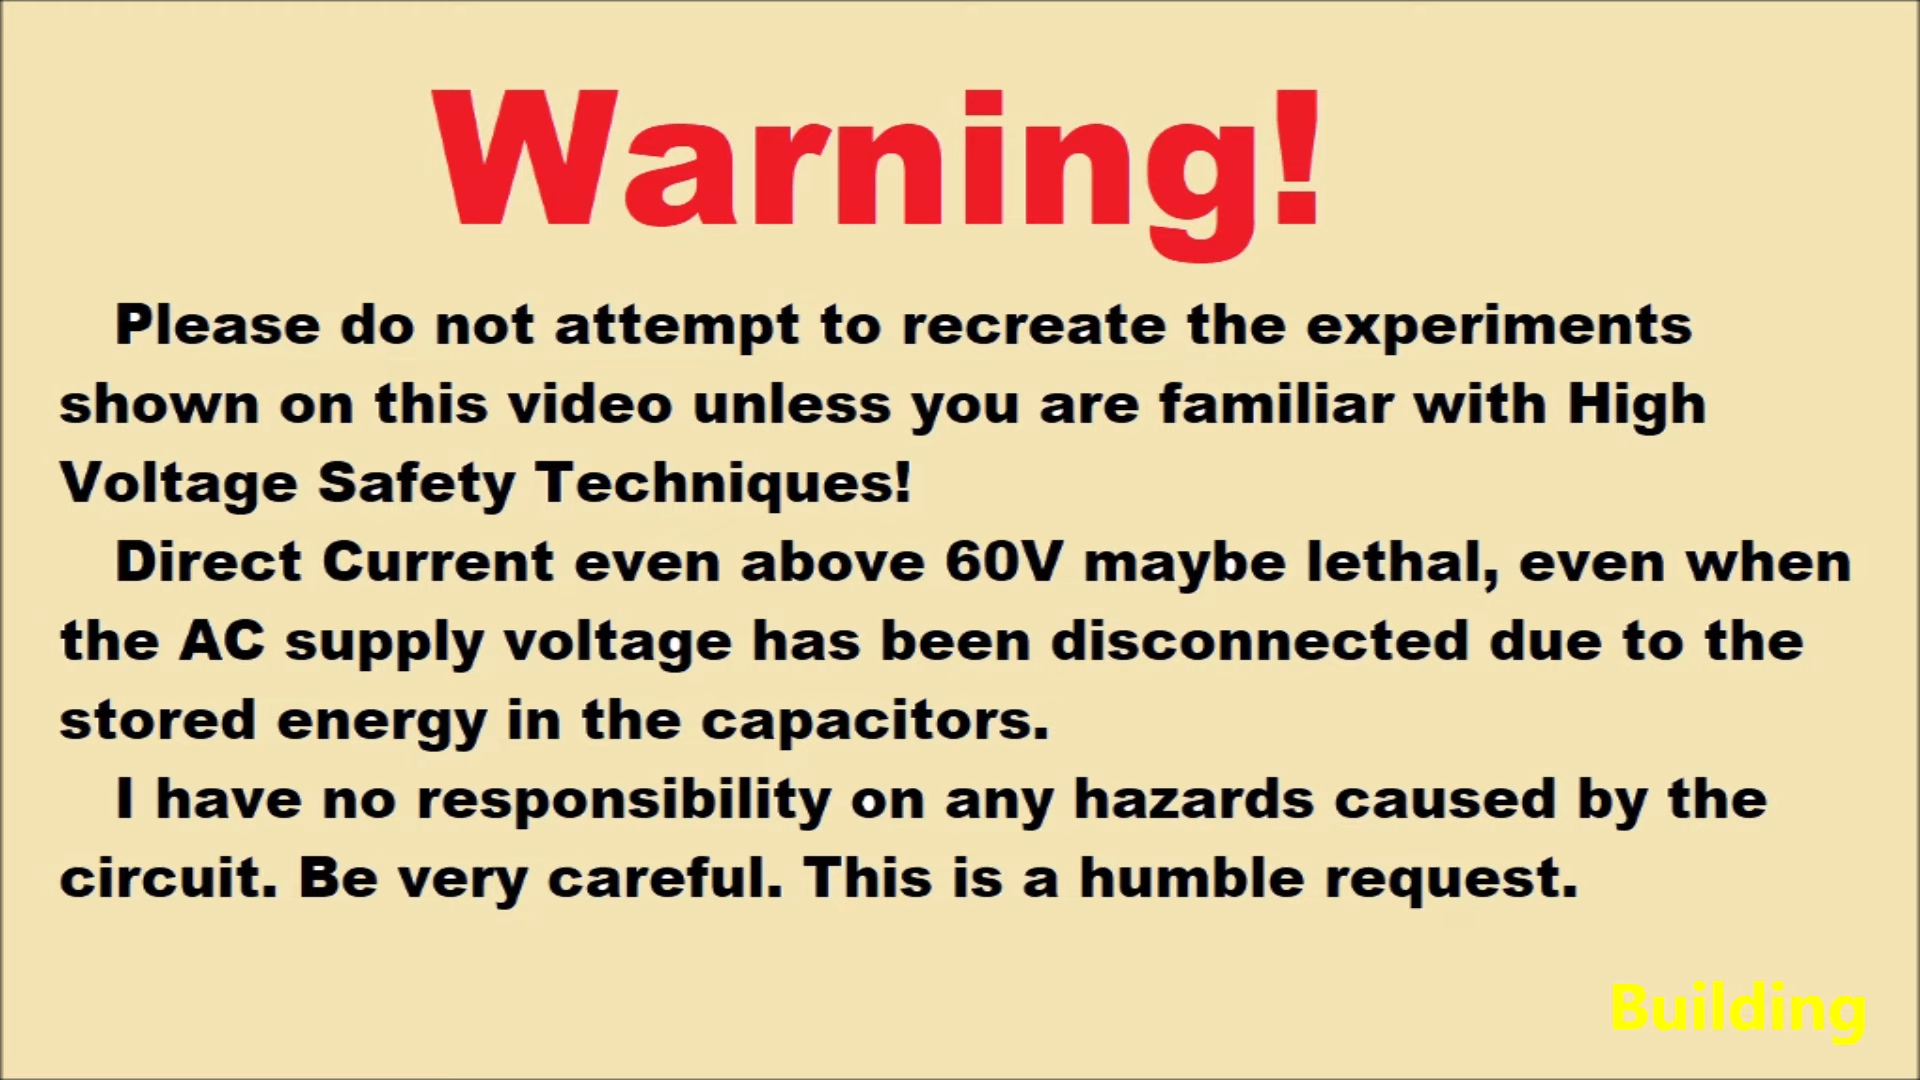 Warning!
Please do not attempt to recreate the experiments
shown on this video unless you are familiar with High
Voltage Safety Techniques!
Direct Current even above 60V maybe lethal, even when
the AC supply voltage has been disconnected due to the
stored energy in the capacitors.
I have no responsibility on any hazards caused by the
circuit. Be very careful. This is a humble request.
Building